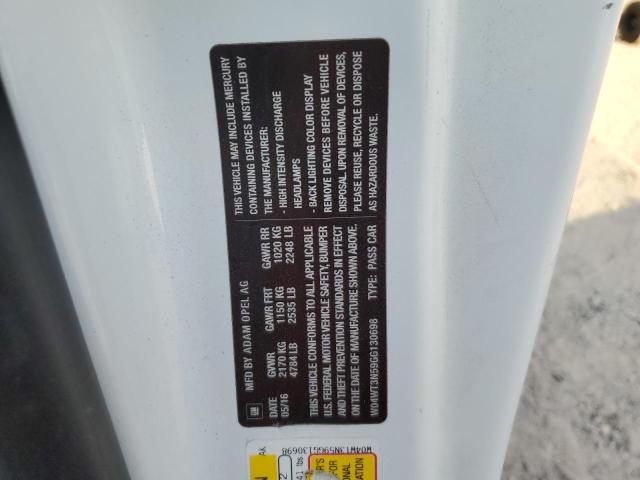 MFD BY ADAM OPEL AG
DATE GVWR GAWR FRT GAWR RR
05/16 2170 KG 1150 KG 1020 KG
4784 LB 2535 LB 2248 LB
THIS VEHICLE CONFORMS TO ALL APPLICABLE
U.S. FEDERAL MOTOR VEHICLE SAFETY, BUMPER
AND THEFT PREVENTION STANDARDS IN EFFECT
ON THE DATE OF MANUFACTURE SHOWN ABOVE.
W04WT3N59GG130698 TYPE: PASS CAR
THIS VEHICLE MAY INCLUDE MERCURY
CONTAINING DEVICES INSTALLED BY
THE MANUFACTURER:
- HIGH INTENSITY DISCHARGE
HEADLAMPS
- BACK LIGHTING COLOR DISPLAY
REMOVE DEVICES BEFORE VEHICLE
DISPOSAL. UPON REMOVAL OF DEVICES,
PLEASE REUSE, RECYCLE OR DISPOSE
AS HAZARDOUS WASTE.
GM
W04WT3N59GG130698
AK
lbs